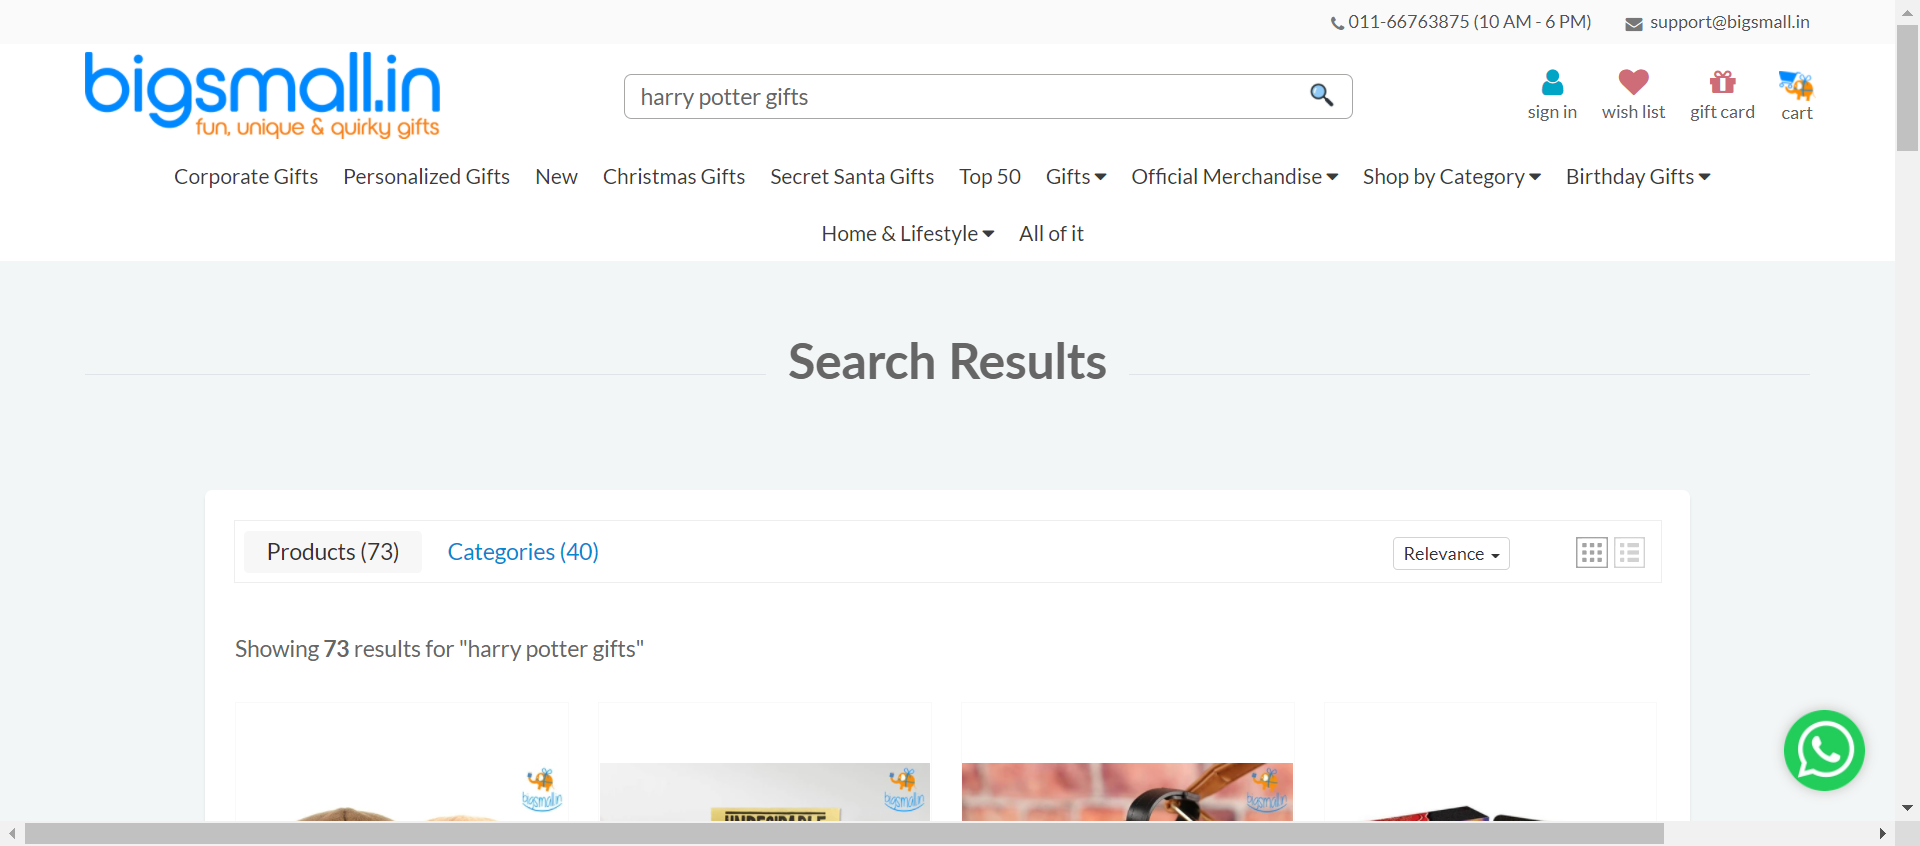 011-66763875 (10 AM - 6 PM) support@bigsmall.in
bigsmall.in
fun, unique & quirky gifts
harry potter gifts
sign in wish list gift card cart
Corporate Gifts Personalized Gifts New Christmas Gifts Secret Santa Gifts Top 50 Gifts Official Merchandise Shop by Category Birthday Gifts
Home & Lifestyle All of it
Search Results
Products (73) Categories (40) Relevance
Showing 73 results for "harry potter gifts"
bigsmall.in bigsmall.in bigsmall.in
UNDESIRABLE